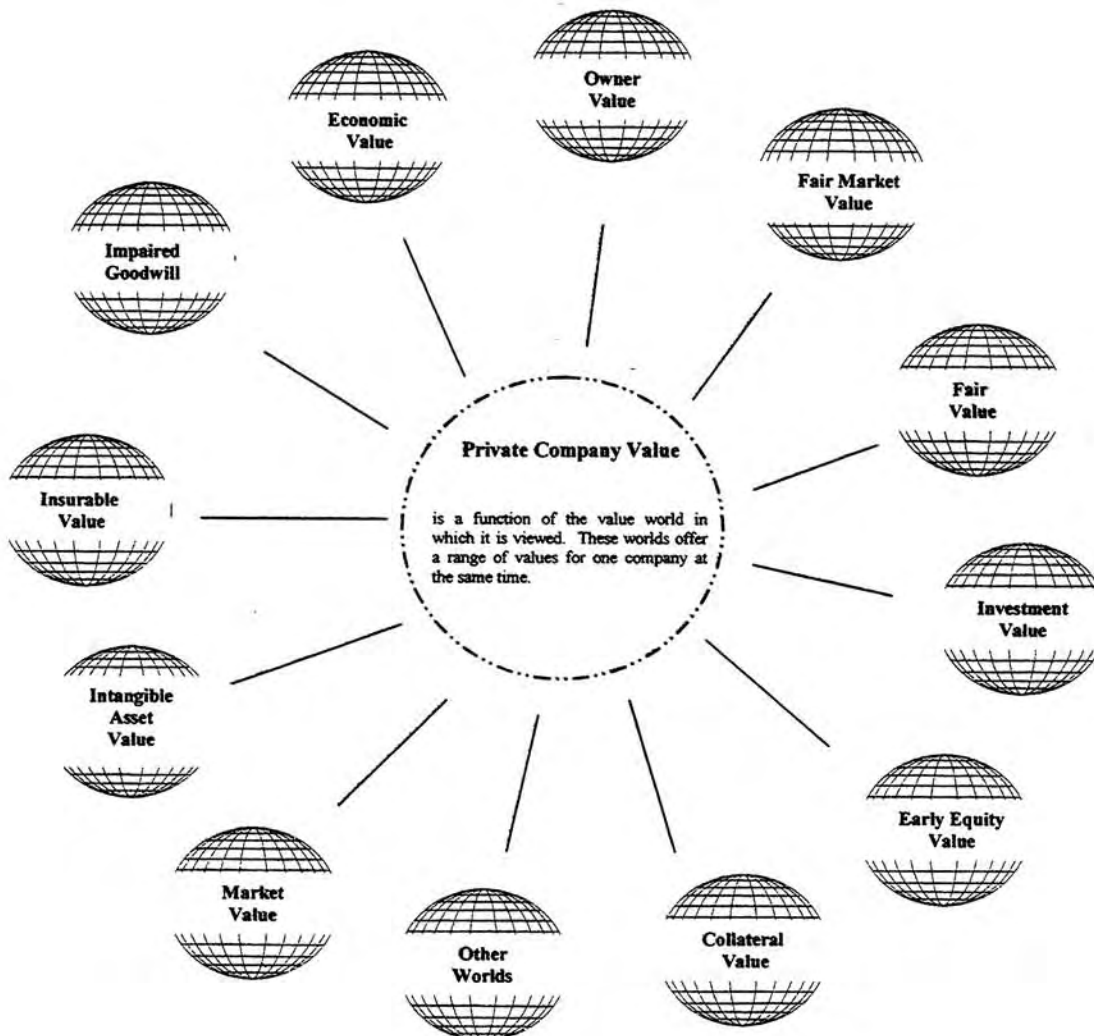 Owner
Value
Economic
Value
Fair Market
Value
Impaired
Goodwill
Fair
Value
Private Company Value
is a function of the value world in
which it is viewed. These worlds offer
a range of values for one company at
the same time.
Insurable
Value
Investment
Value
Intangible
Asset
Value
Early Equity
Value
Market
Value
Collateral
Value
Other
Worlds